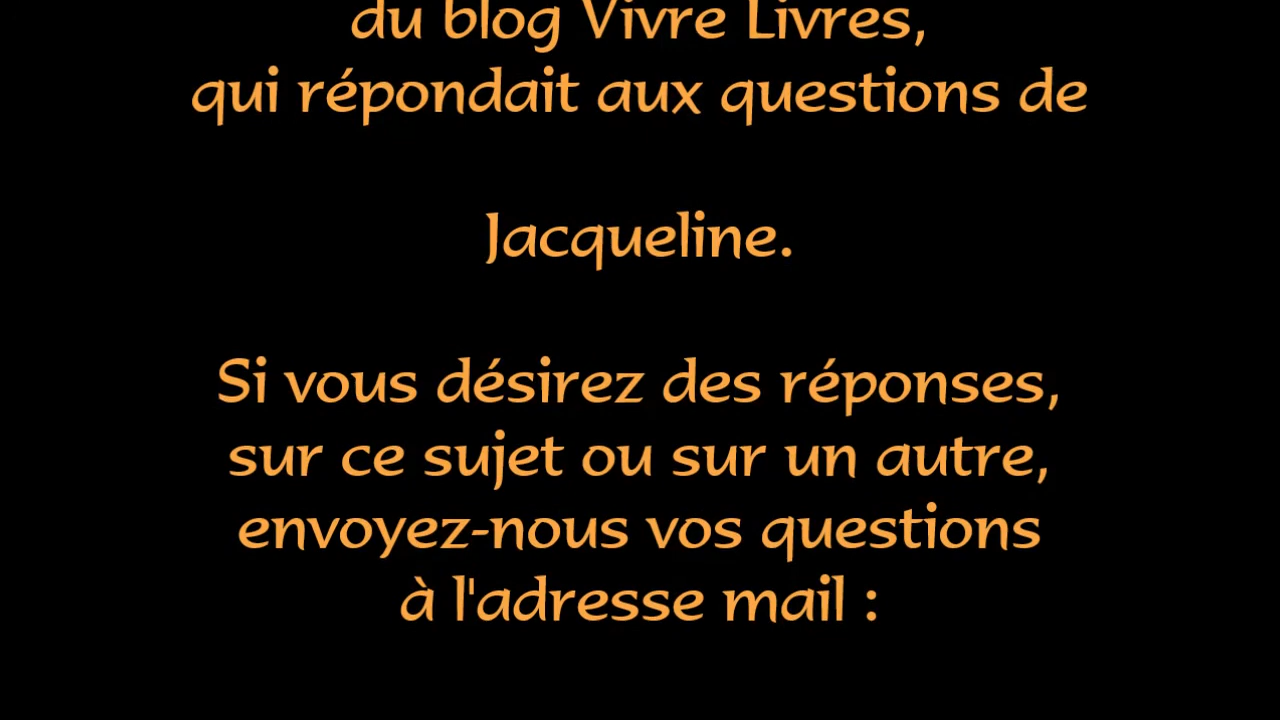 du blog Vivre Livres,
qui répondait aux questions de
Jacqueline.
Si vous désirez des réponses,
sur ce sujet ou sur un autre,
envoyez-nous vos questions
à l'adresse mail :